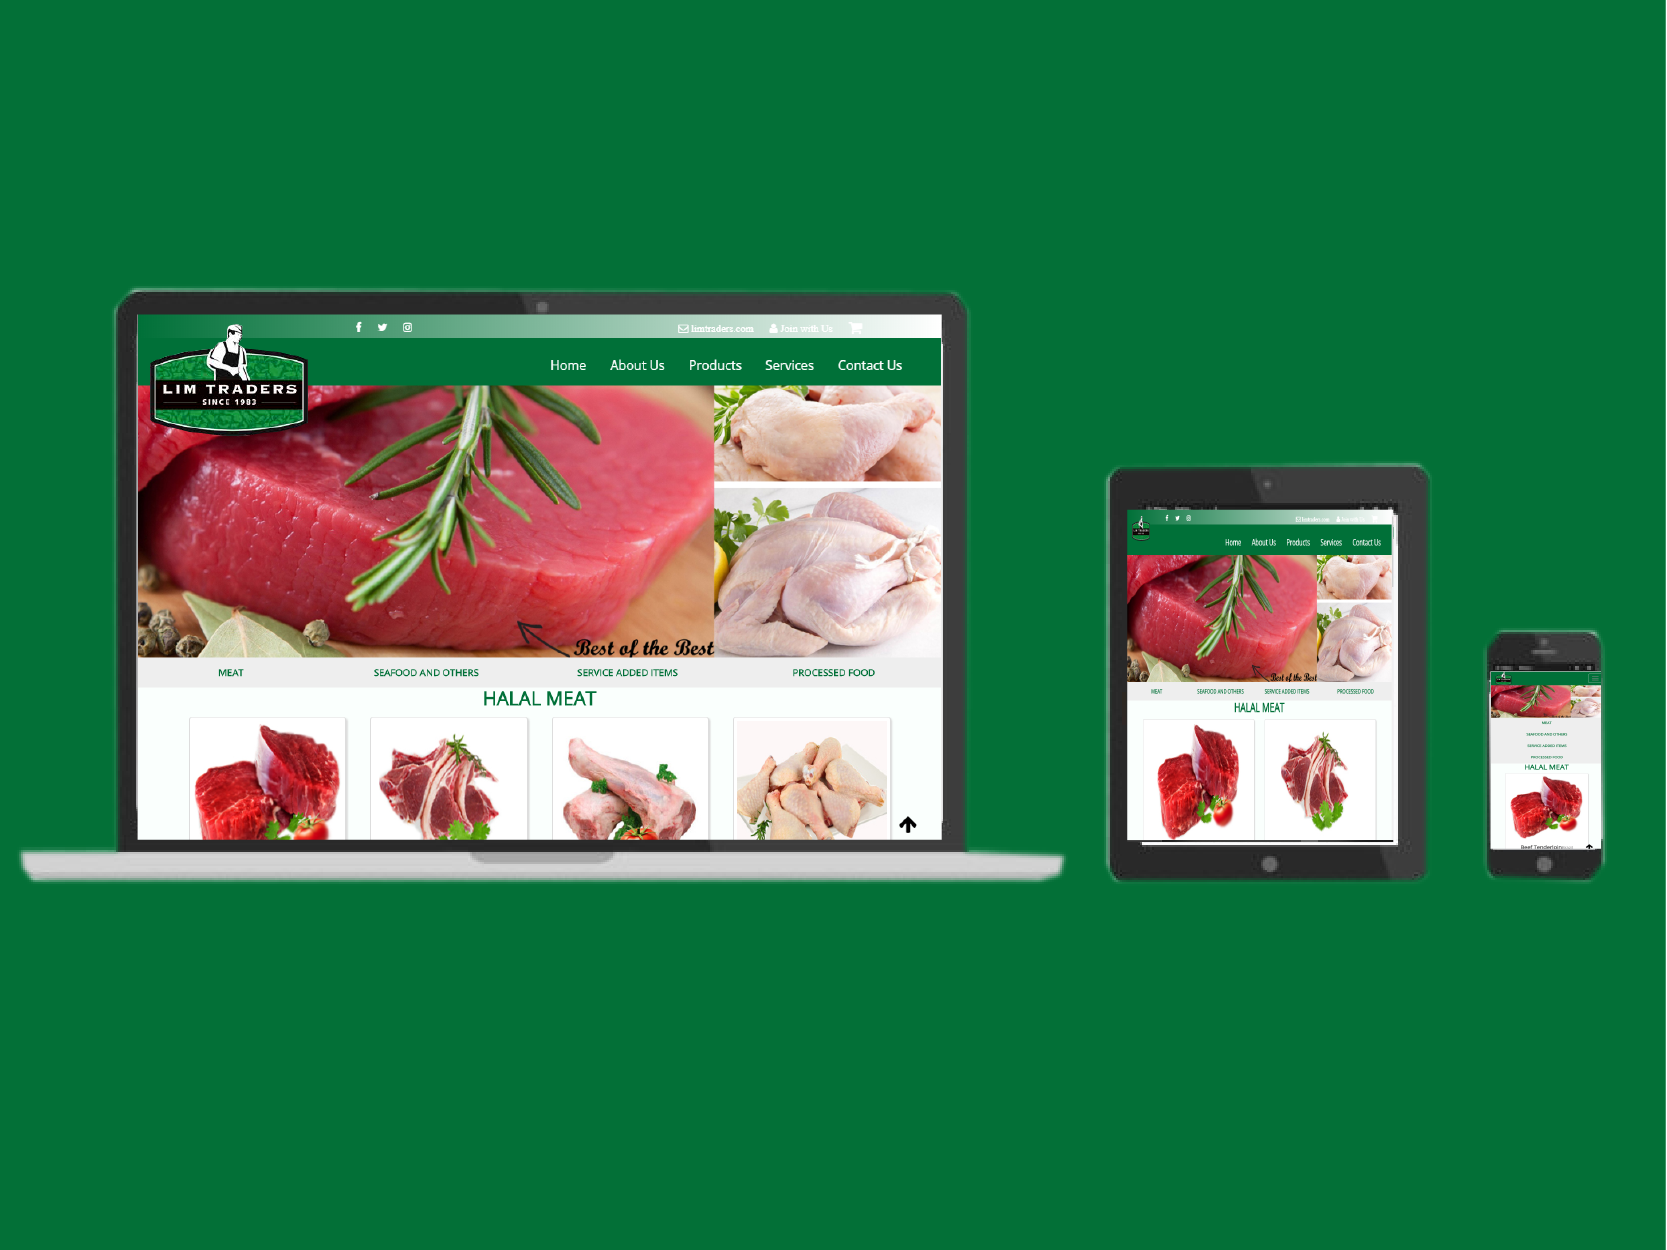 limtraders.com Join with Us
LIM TRADERS
SINCE 1983
Home About Us Products Services Contact Us
Best of the Best
MEAT SEAFOOD AND OTHERS SERVICE ADDED ITEMS PROCESSED FOOD
HALAL MEAT
limtraders.com
Home About Us Products Services Contact Us
Best of the Best
MEAT SEAFOOD AND OTHERS SERVICE ADDED ITEMS PROCESSED FOOD
HALAL MEAT
MEAT
SEAFOOD AND OTHERS
SERVICE ADDED ITEMS
PROCESSED FOOD
HALAL MEAT
Beef Tenderloin